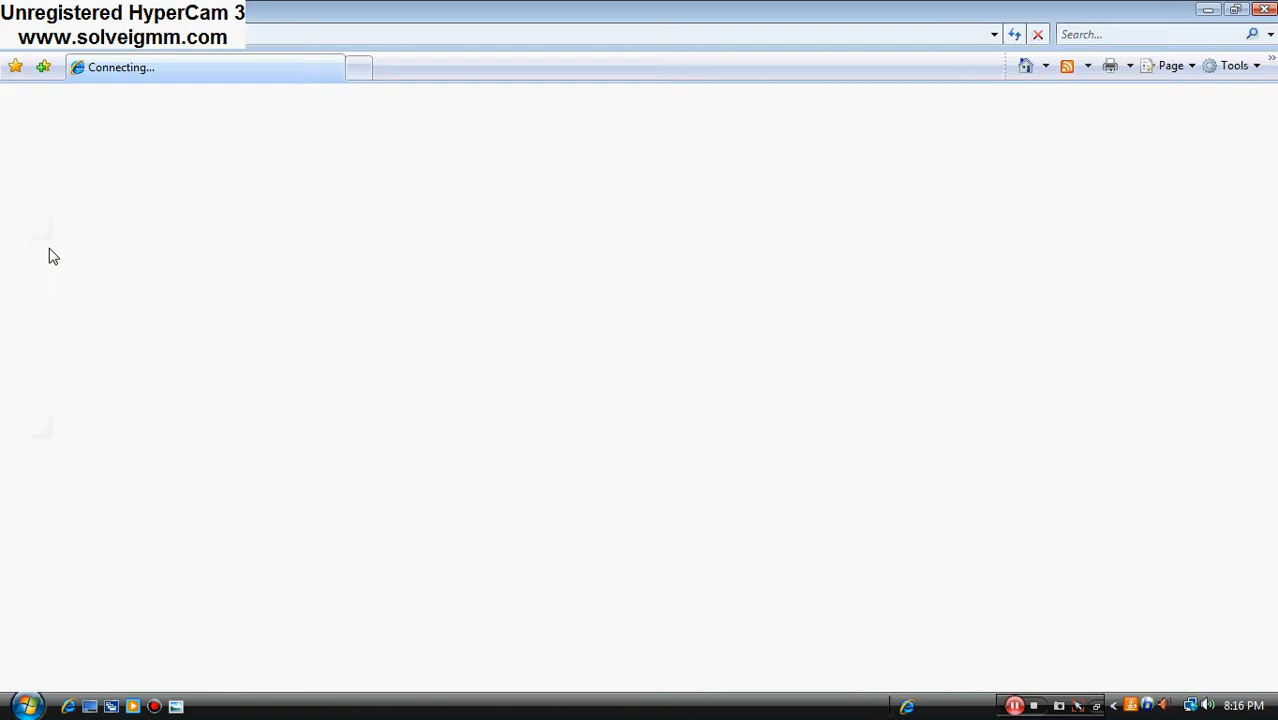 Unregistered HyperCam 3
www.solveigmm.com
Search...
Connecting...
Page
Tools
8:16 PM